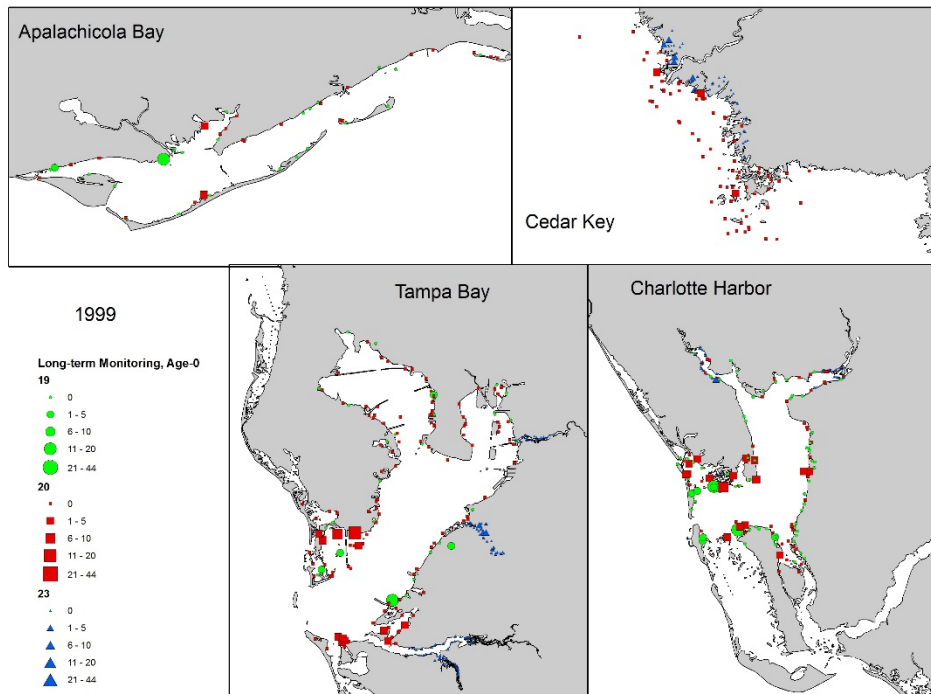 Apalachicola Bay
Cedar Key
Tampa Bay
Charlotte Harbor
1999
Long-term Monitoring, Age-0
19
0
1 - 5
6 - 10
11 - 20
21 - 44
20
0
1 - 5
6 - 10
11 - 20
21 - 44
23
0
1 - 5
6 - 10
11 - 20
21 - 44